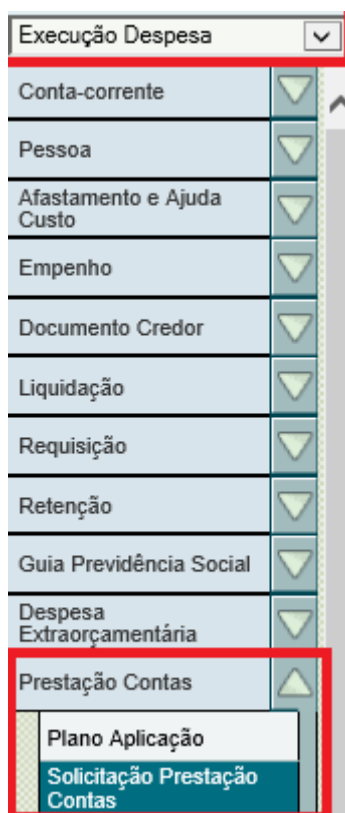 Execução Despesa
Conta-corrente
Pessoa
Afastamento e Ajuda
Custo
Empenho
Documento Credor
Liquidação
Requisição
Retenção
Guia Previdência Social
Despesa
Extraorçamentária
Prestação Contas
Plano Aplicação
Solicitação Prestação
Contas